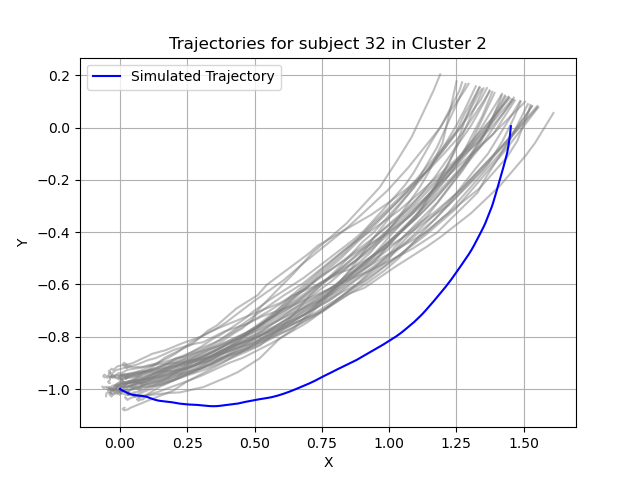 Trajectories for subject 32 in Cluster 2
Simulated Trajectory
0.2
0.0
−0.2
−0.4
−0.6
−0.8
−1.0
Y
0.00 0.25 0.50 0.75 1.00 1.25 1.50
X